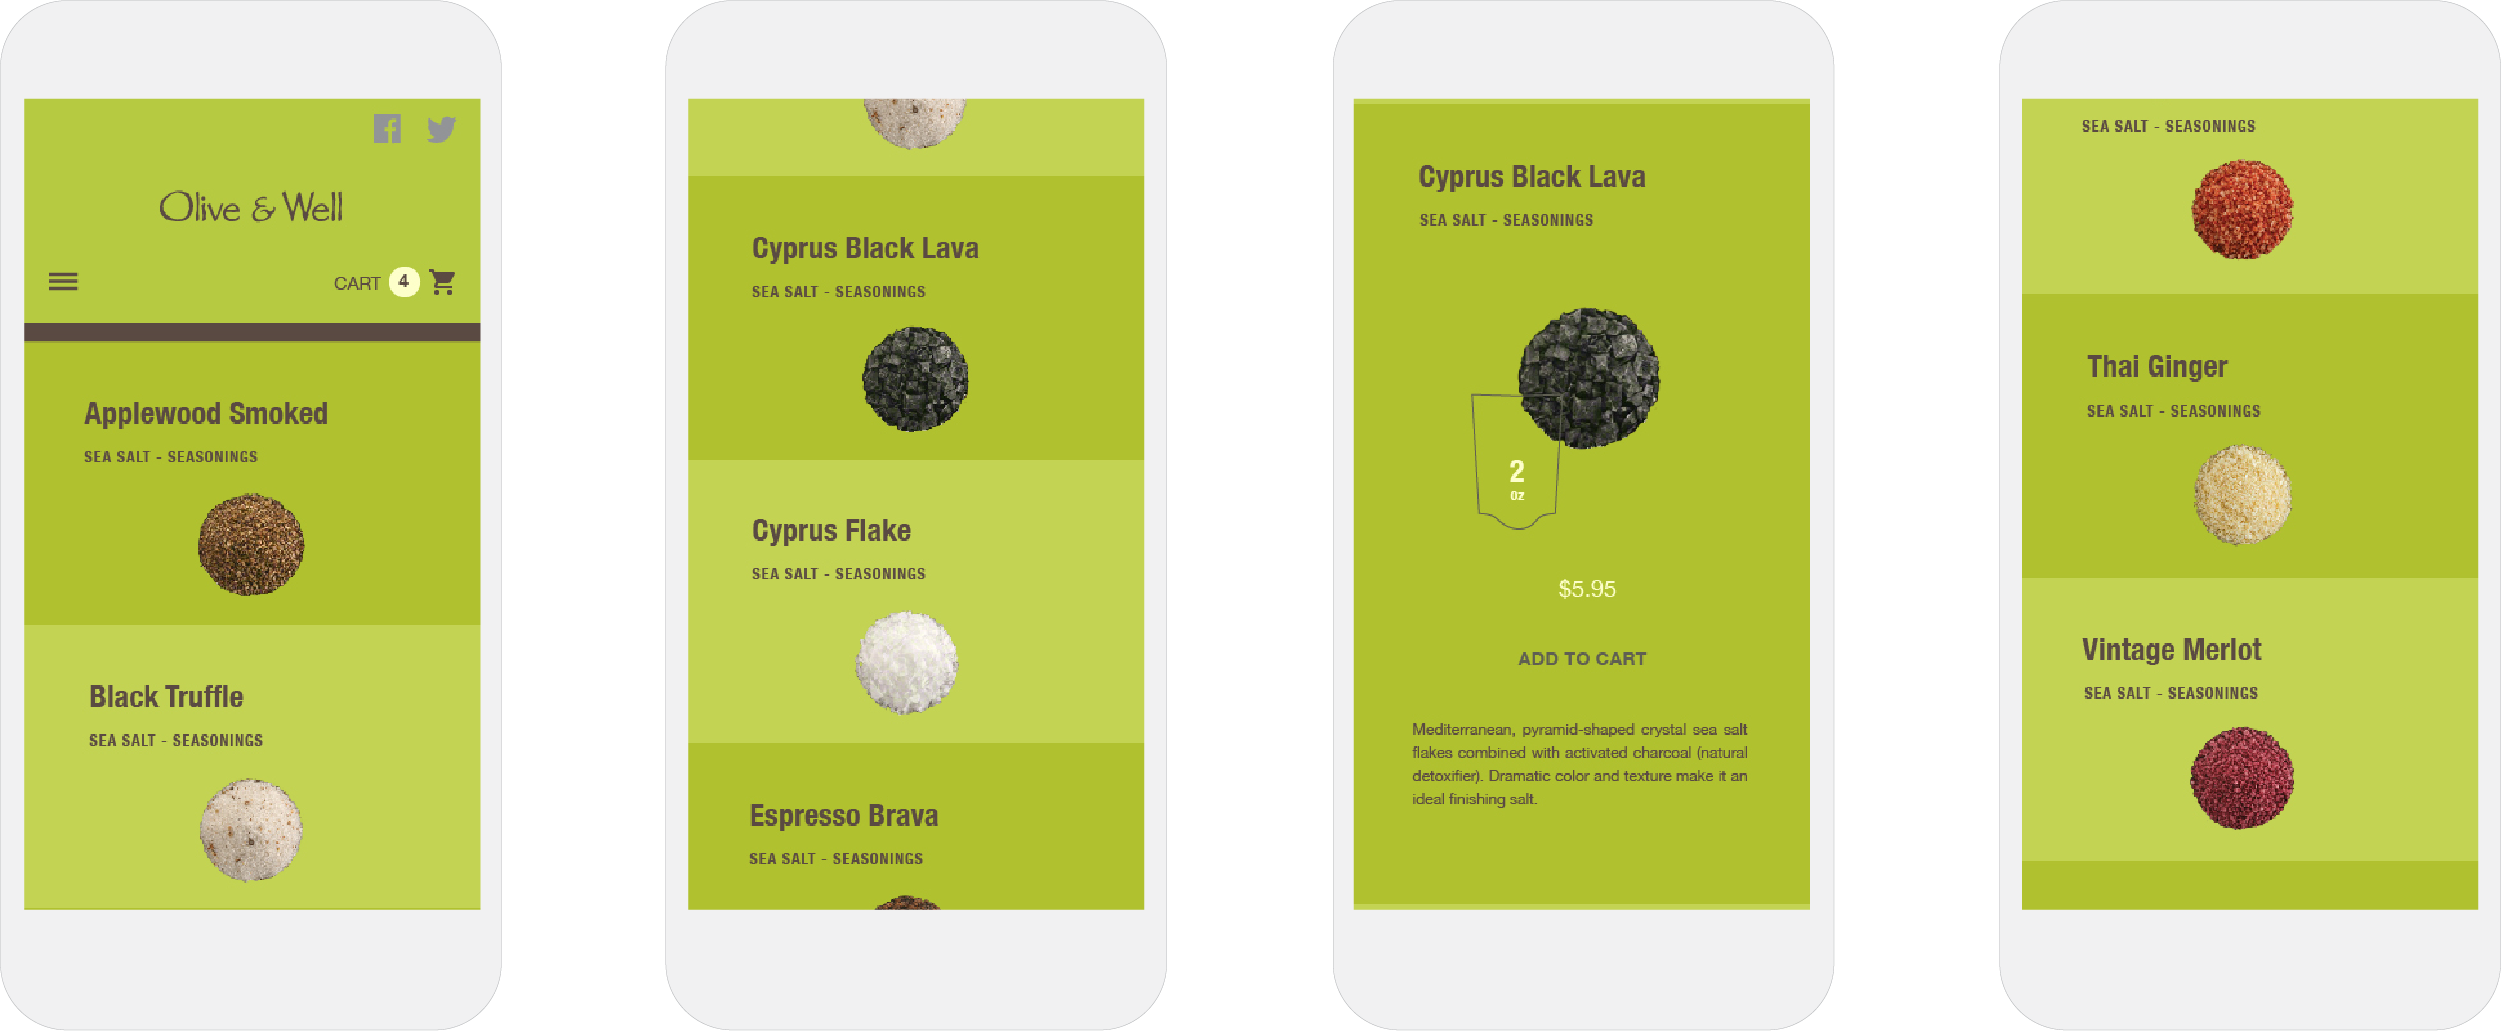 Olive & Well
CART 4
Applewood Smoked
SEA SALT - SEASONINGS
Black Truffle
SEA SALT - SEASONINGS
Cyprus Black Lava
SEA SALT - SEASONINGS
Cyprus Flake
SEA SALT - SEASONINGS
Espresso Brava
SEA SALT - SEASONINGS
Cyprus Black Lava
SEA SALT - SEASONINGS
2
Oz
$5.95
ADD TO CART
Mediterranean, pyramid-shaped crystal sea salt
flakes combined with activated charcoal (natural
detoxifier). Dramatic color and texture make it an
ideal finishing salt.
SEA SALT - SEASONINGS
Thai Ginger
SEA SALT - SEASONINGS
Vintage Merlot
SEA SALT - SEASONINGS